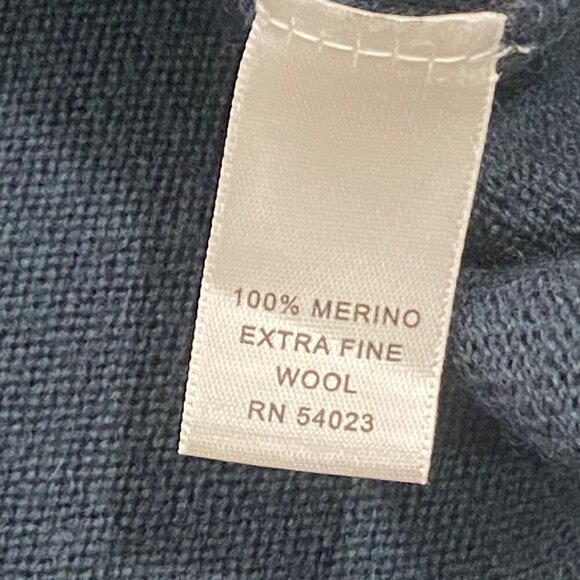 100% MERINO
EXTRA FINE
WOOL
RN 54023